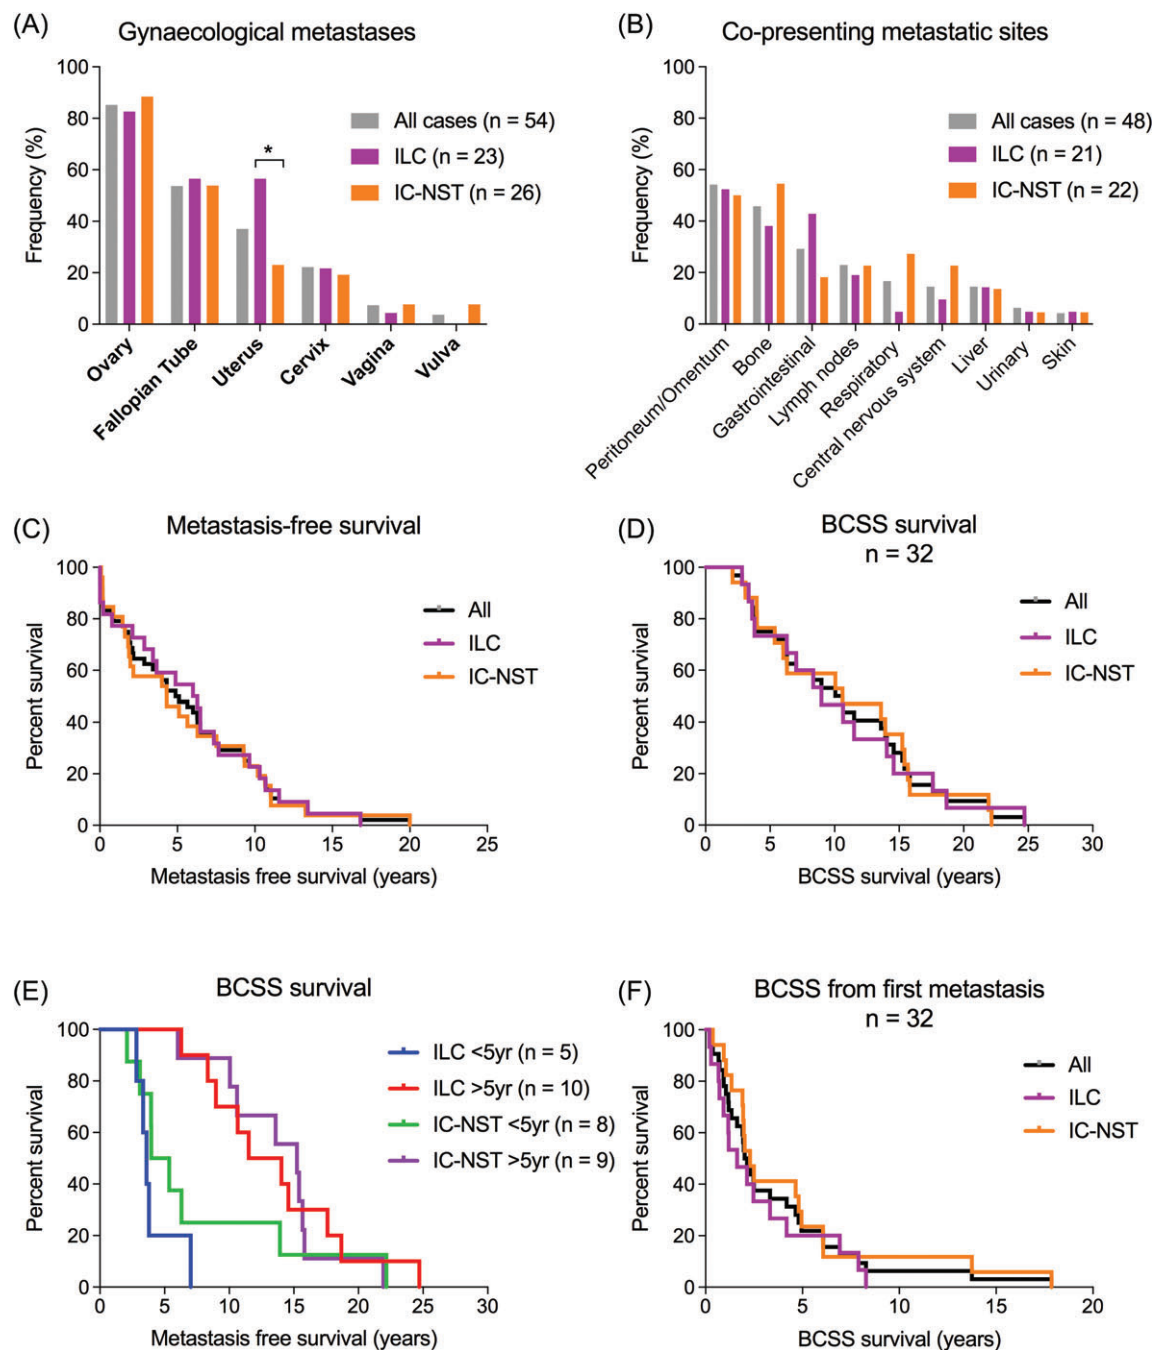 (A)
Gynaecological metastases
Frequency (%)
100
80
60
40
20
0
All cases (n = 54)
ILC (n = 23)
IC-NST (n = 26)
*
Ovary
Fallopian Tube
Uterus
Cervix
Vagina
Vulva
(B)
Co-presenting metastatic sites
Frequency (%)
100
80
60
40
20
0
All cases (n = 48)
ILC (n = 21)
IC-NST (n = 22)
Peritoneum/Omentum
Bone
Gastrointestinal
Lymph nodes
Respiratory
Central nervous system
Liver
Urinary
Skin
(C)
Metastasis-free survival
Percent survival
100
80
60
40
20
0
All
ILC
IC-NST
0 5 10 15 20 25
Metastasis free survival (years)
(D)
BCSS survival
n = 32
Percent survival
100
80
60
40
20
0
All
ILC
IC-NST
0 5 10 15 20 25 30
BCSS survival (years)
(E)
BCSS survival
Percent survival
100
80
60
40
20
0
ILC <5yr (n = 5)
ILC >5yr (n = 10)
IC-NST <5yr (n = 8)
IC-NST >5yr (n = 9)
0 5 10 15 20 25 30
Metastasis free survival (years)
(F)
BCSS from first metastasis
n = 32
Percent survival
100
80
60
40
20
0
All
ILC
IC-NST
0 5 10 15 20
BCSS survival (years)